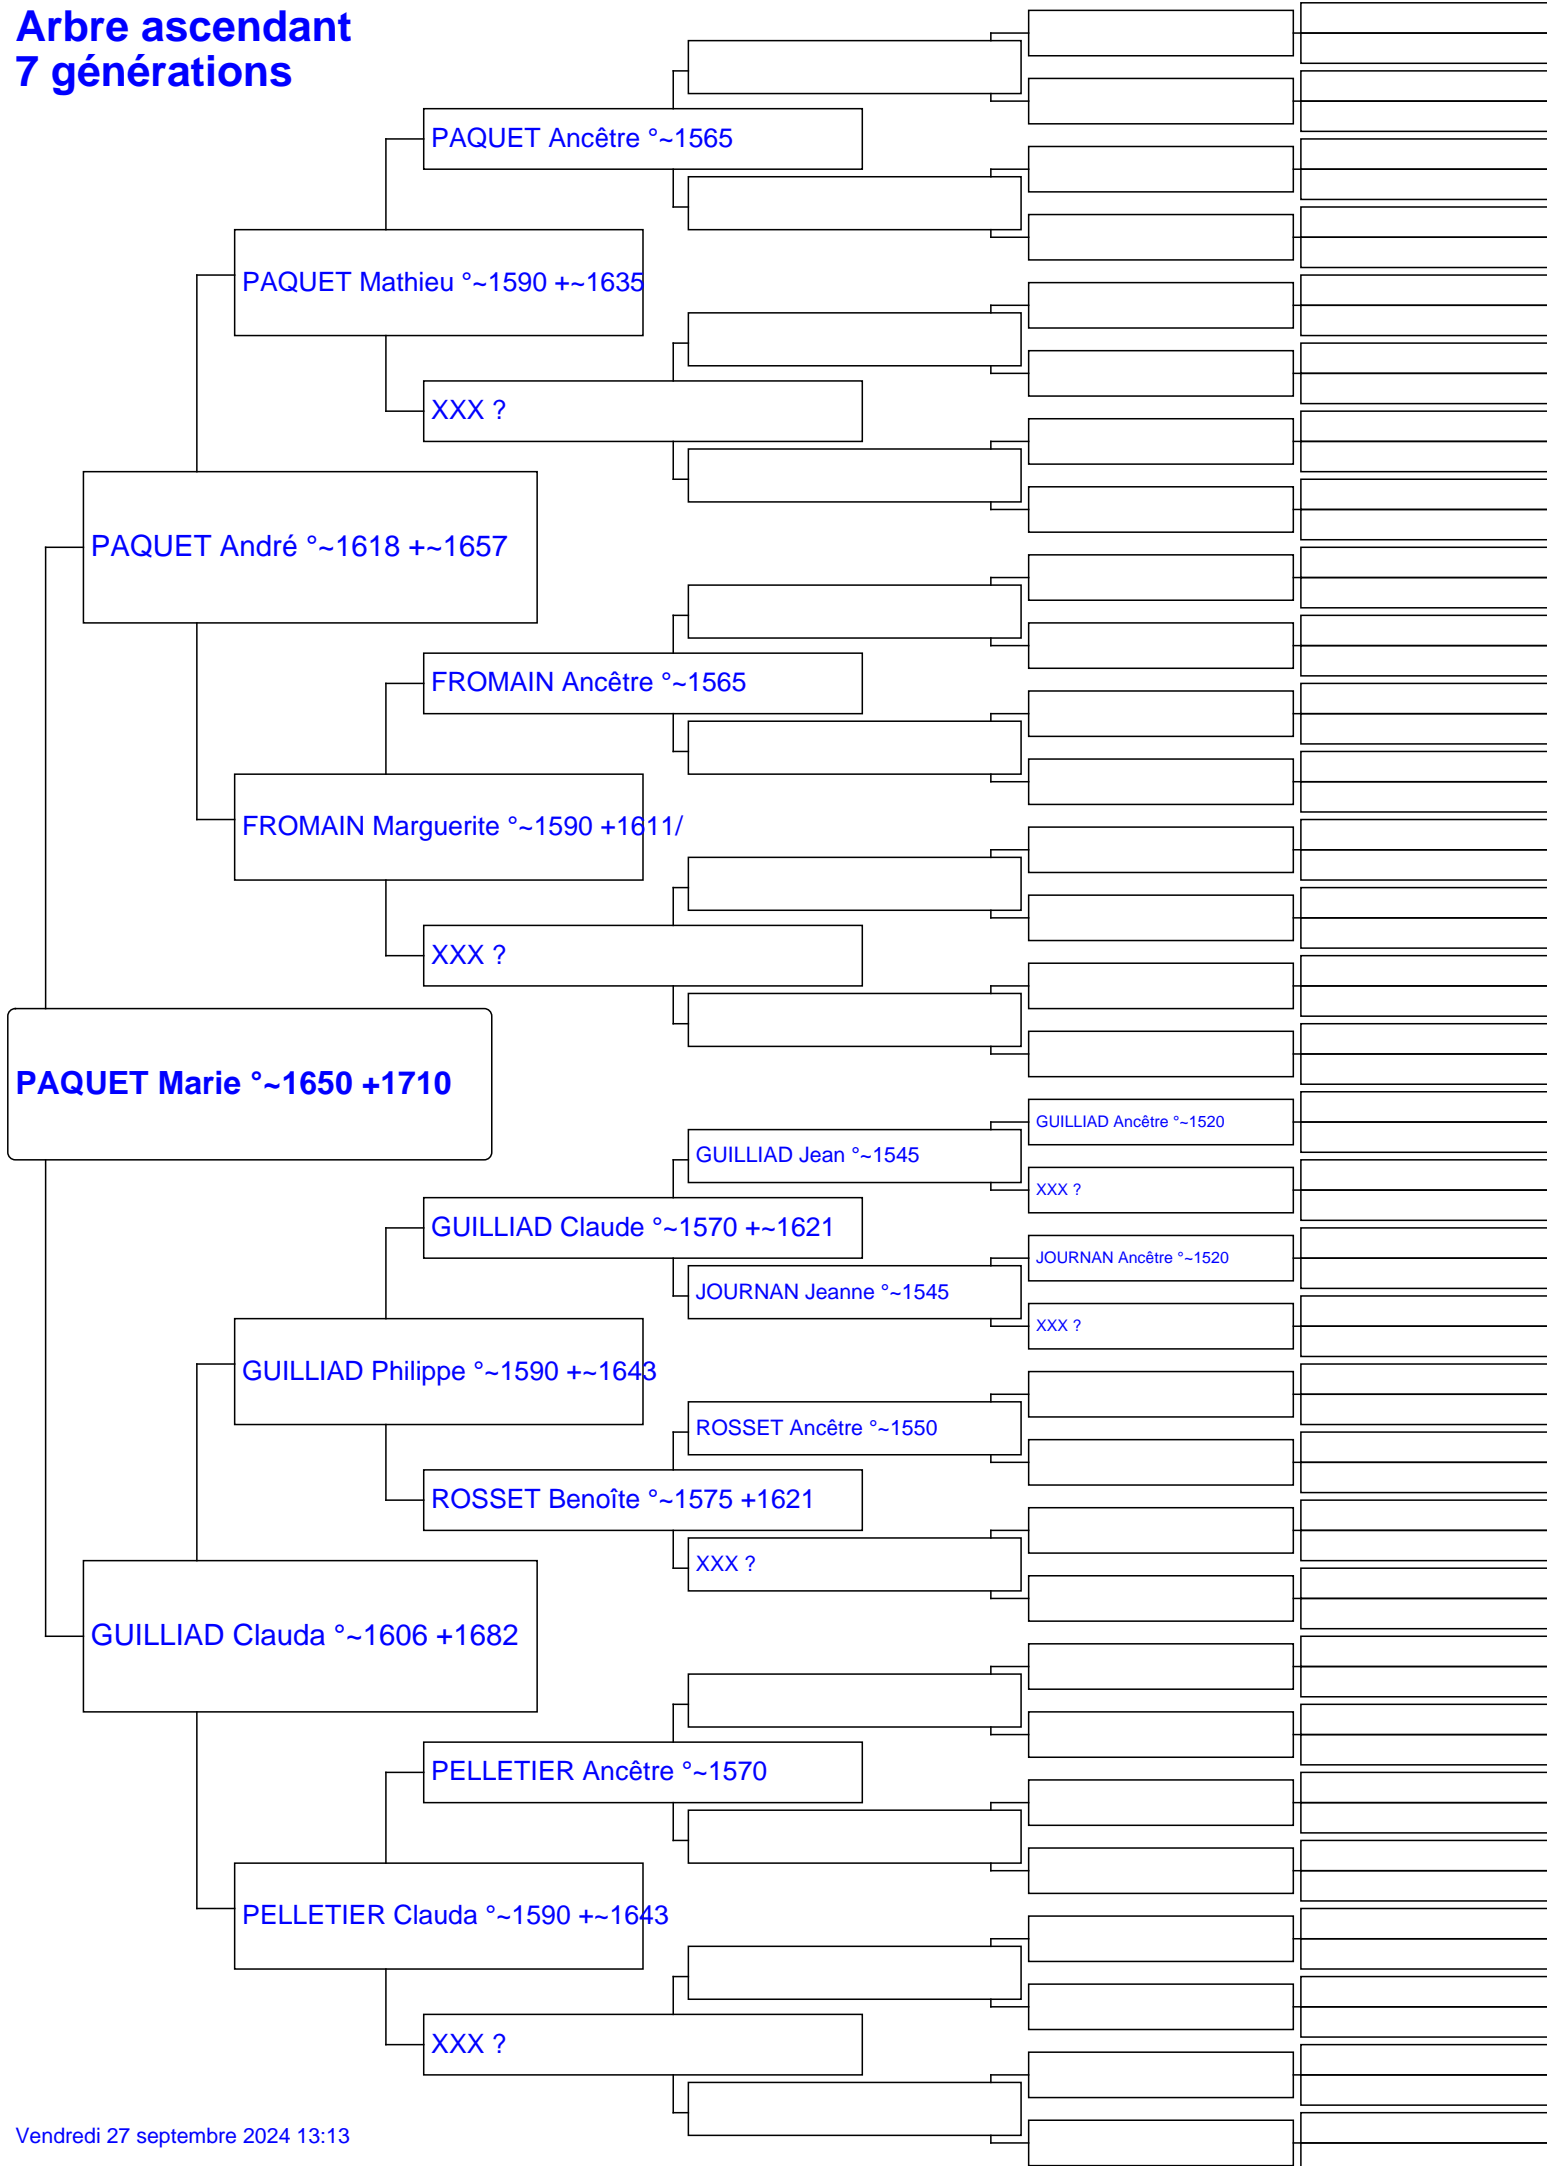 Arbre ascendant
7 générations
PAQUET Ancêtre °~1565
PAQUET Mathieu °~1590 +~1635
XXX ?
PAQUET André °~1618 +~1657
FROMAIN Ancêtre °~1565
FROMAIN Marguerite °~1590 +1611/
XXX ?
PAQUET Marie °~1650 +1710
GUILLIAD Ancêtre °~1520
GUILLIAD Jean °~1545
XXX ?
GUILLIAD Claude °~1570 +~1621
JOURNAN Ancêtre °~1520
JOURNAN Jeanne °~1545
XXX ?
GUILLIAD Philippe °~1590 +~1643
ROSSET Ancêtre °~1550
ROSSET Benoîte °~1575 +1621
XXX ?
GUILLIAD Clauda °~1606 +1682
PELLETIER Ancêtre °~1570
PELLETIER Clauda °~1590 +~1643
XXX ?
Vendredi 27 septembre 2024 13:13